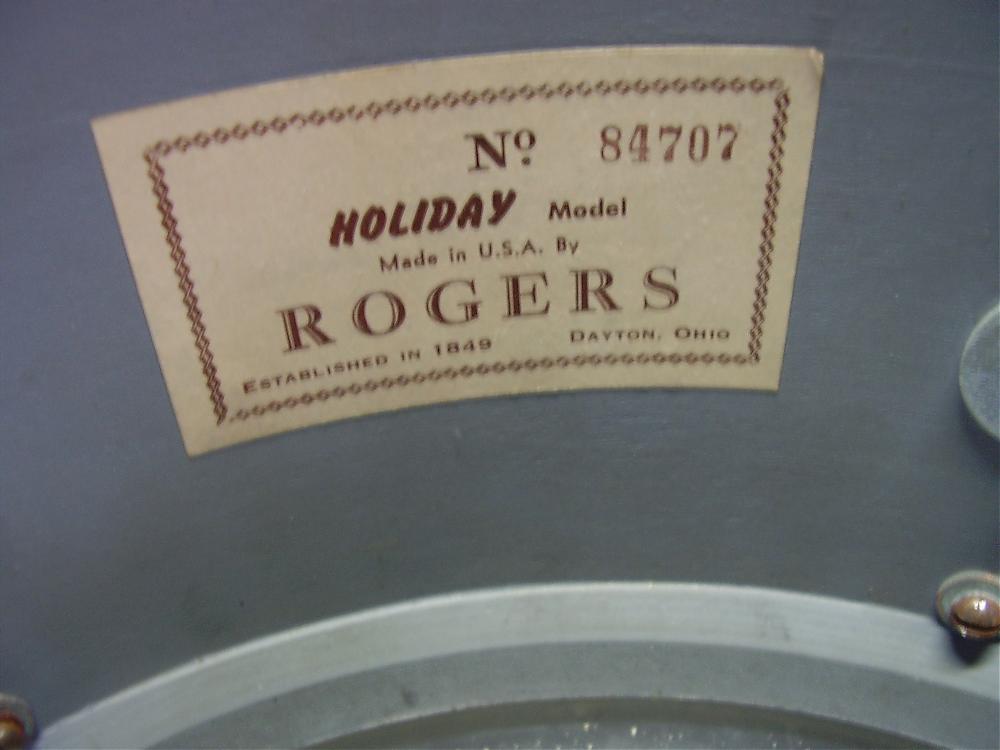 Nº 84707
HOLIDAY Model
Made in U.S.A. By
ROGERS
ESTABLISHED IN 1849 DAYTON, OHIO